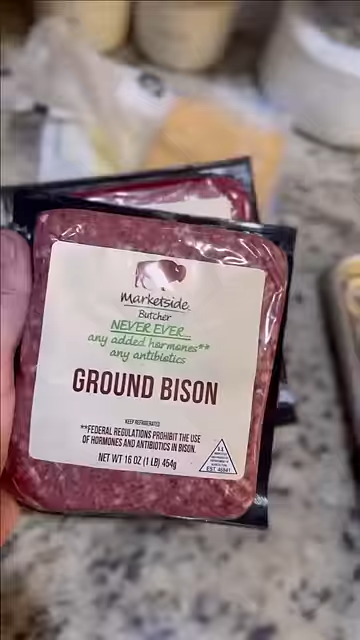 Marketside
Butcher
NEVER EVER...
any added hormones**
any antibiotics
GROUND BISON
KEEP REFRIGERATED
**FEDERAL REGULATIONS PROHIBIT THE USE
OF HORMONES AND ANTIBIOTICS IN BISON.
NET WT 16 OZ (1 LB) 454g